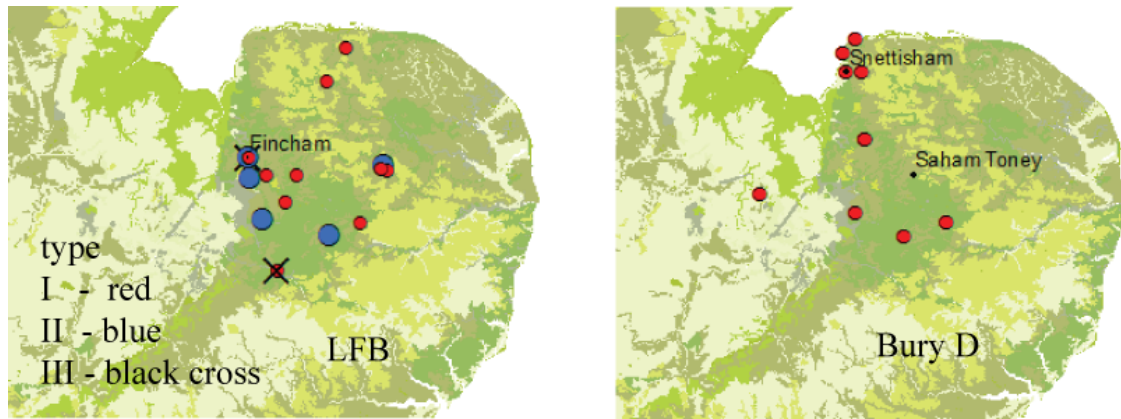 Fincham
type
I - red
II - blue
III - black cross
LFB
Snettisham
Saham Toney
Bury D